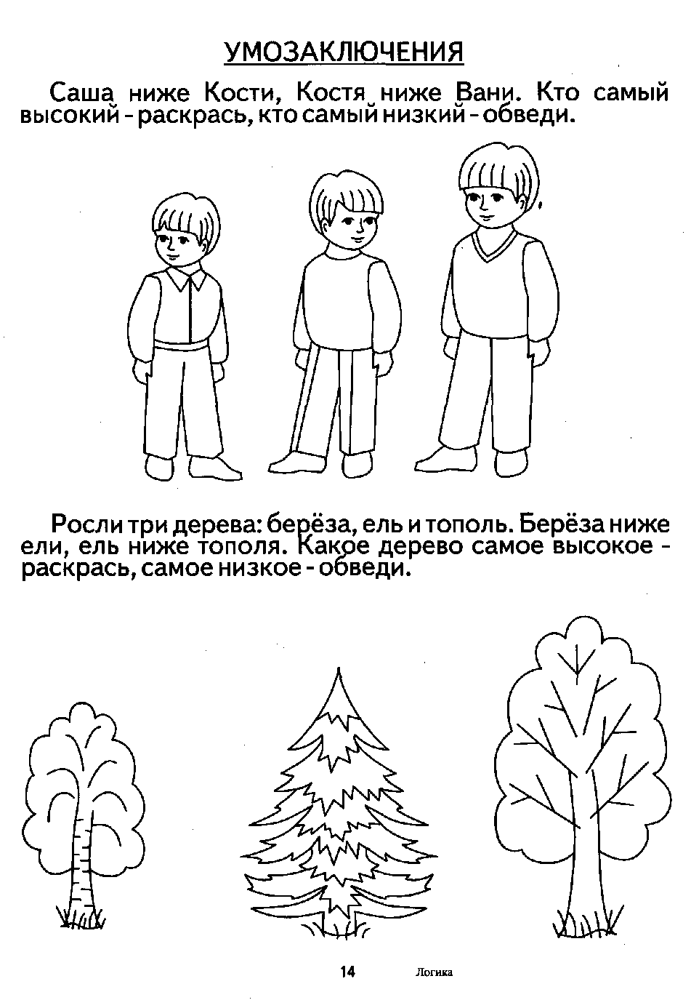 УМОЗАКЛЮЧЕНИЯ
Саша ниже Кости, Костя ниже Вани. Кто самый
высокий - раскрась, кто самый низкий - обведи.
Росли три дерева: берёза, ель и тополь. Берёза ниже
ели, ель ниже тополя. Какое дерево самое высокое -
раскрась, самое низкое - обведи.
14 Логика